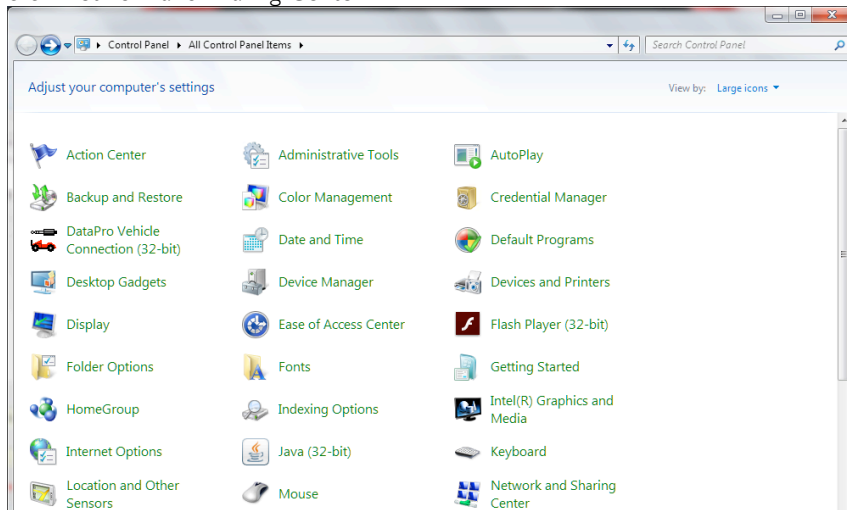 Control Panel ▸ All Control Panel Items ▸
Search Control Panel
Adjust your computer's settings
View by: Large icons
Action Center
Administrative Tools
AutoPlay
Backup and Restore
Color Management
Credential Manager
DataPro Vehicle
Connection (32-bit)
Date and Time
Default Programs
Desktop Gadgets
Device Manager
Devices and Printers
Display
Ease of Access Center
Flash Player (32-bit)
Folder Options
Fonts
Getting Started
HomeGroup
Indexing Options
Intel(R) Graphics and
Media
Internet Options
Java (32-bit)
Keyboard
Location and Other
Sensors
Mouse
Network and Sharing
Center